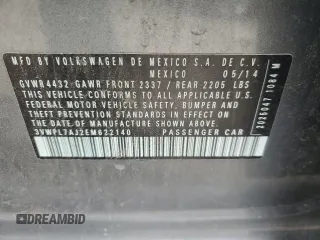 MFD BY VOLKSWAGEN DE MEXICO S.A. DE C.V.
MEXICO 05/14
GVWR 4432 GAWR FRONT 2337 / REAR 2205 LBS
THIS VEHICLE CONFORMS TO ALL APPLICABLE
FEDERAL MOTOR VEHICLE SAFETY, BUMPER AND
THEFT PREVENTION STANDARDS IN EFFECT ON
THE DATE OF MANUFACTURE SHOWN ABOVE.
3VWPL7AJ2EM622140 PASSENGER CAR
2025047 1084 M
DREAMBID